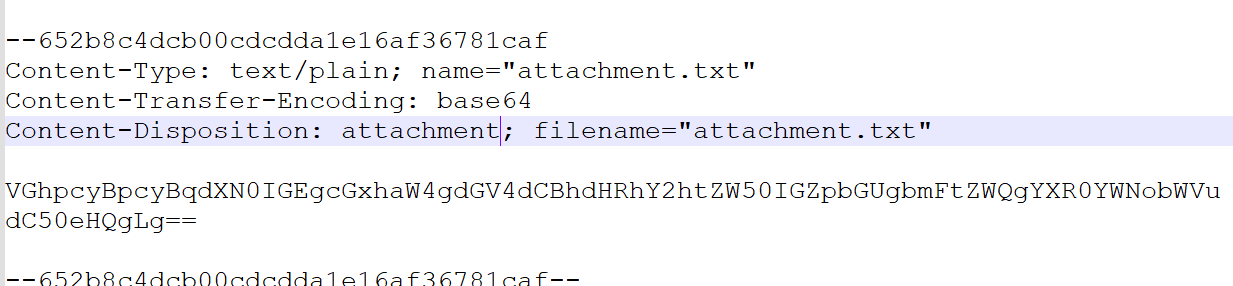 --652b8c4dcb00cdcdda1e16af36781caf
Content-Type: text/plain; name="attachment.txt"
Content-Transfer-Encoding: base64
Content-Disposition: attachment; filename="attachment.txt"
VGhpcyBpcyBqdXN0IGEgcGxhaW4gdGV4dCBhdHRhY2htZW50IGZpbGUgbmFtZWQgYXR0YWNobWVu
dC50eHQgLg==
--652b8c4dcb00cdcdda1e16af36781caf--